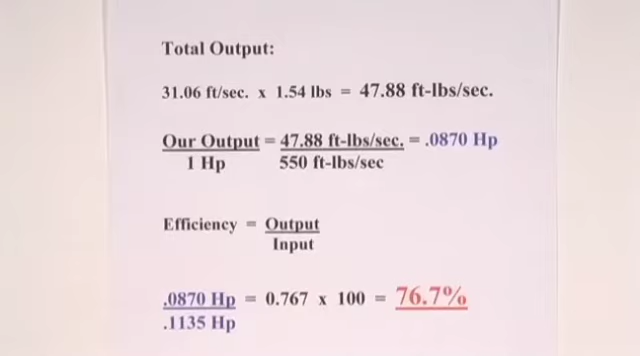 Total Output:
31.06 ft/sec. x 1.54 lbs = 47.88 ft-lbs/sec.
Our Output = 47.88 ft-lbs/sec. = .0870 Hp
1 Hp 550 ft-lbs/sec
Efficiency = Output
Input
.0870 Hp = 0.767 x 100 = 76.7%
.1135 Hp